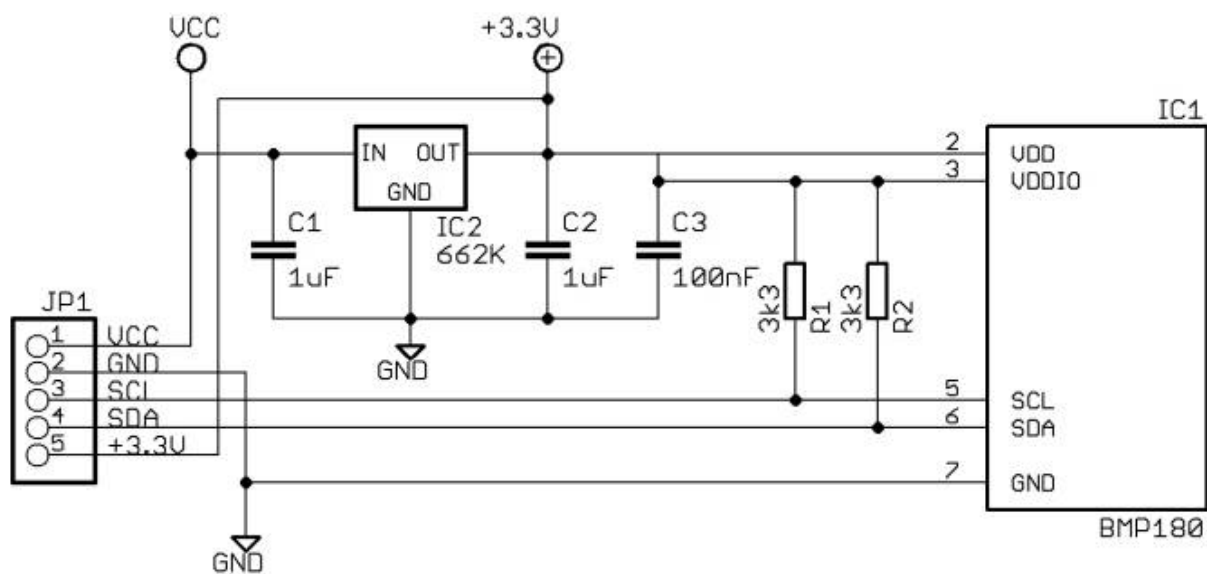 VCC
+3.3V
IC1
IN OUT
GND
2
VDD
3
VDDIO
C1
1uF
IC2
662K
C2
1uF
C3
100nF
3k3
R1
3k3
R2
JP1
1 VCC
2 GND
3 SCL
4 SDA
5 +3.3V
GND
5
SCL
6
SDA
7
GND
GND
BMP180